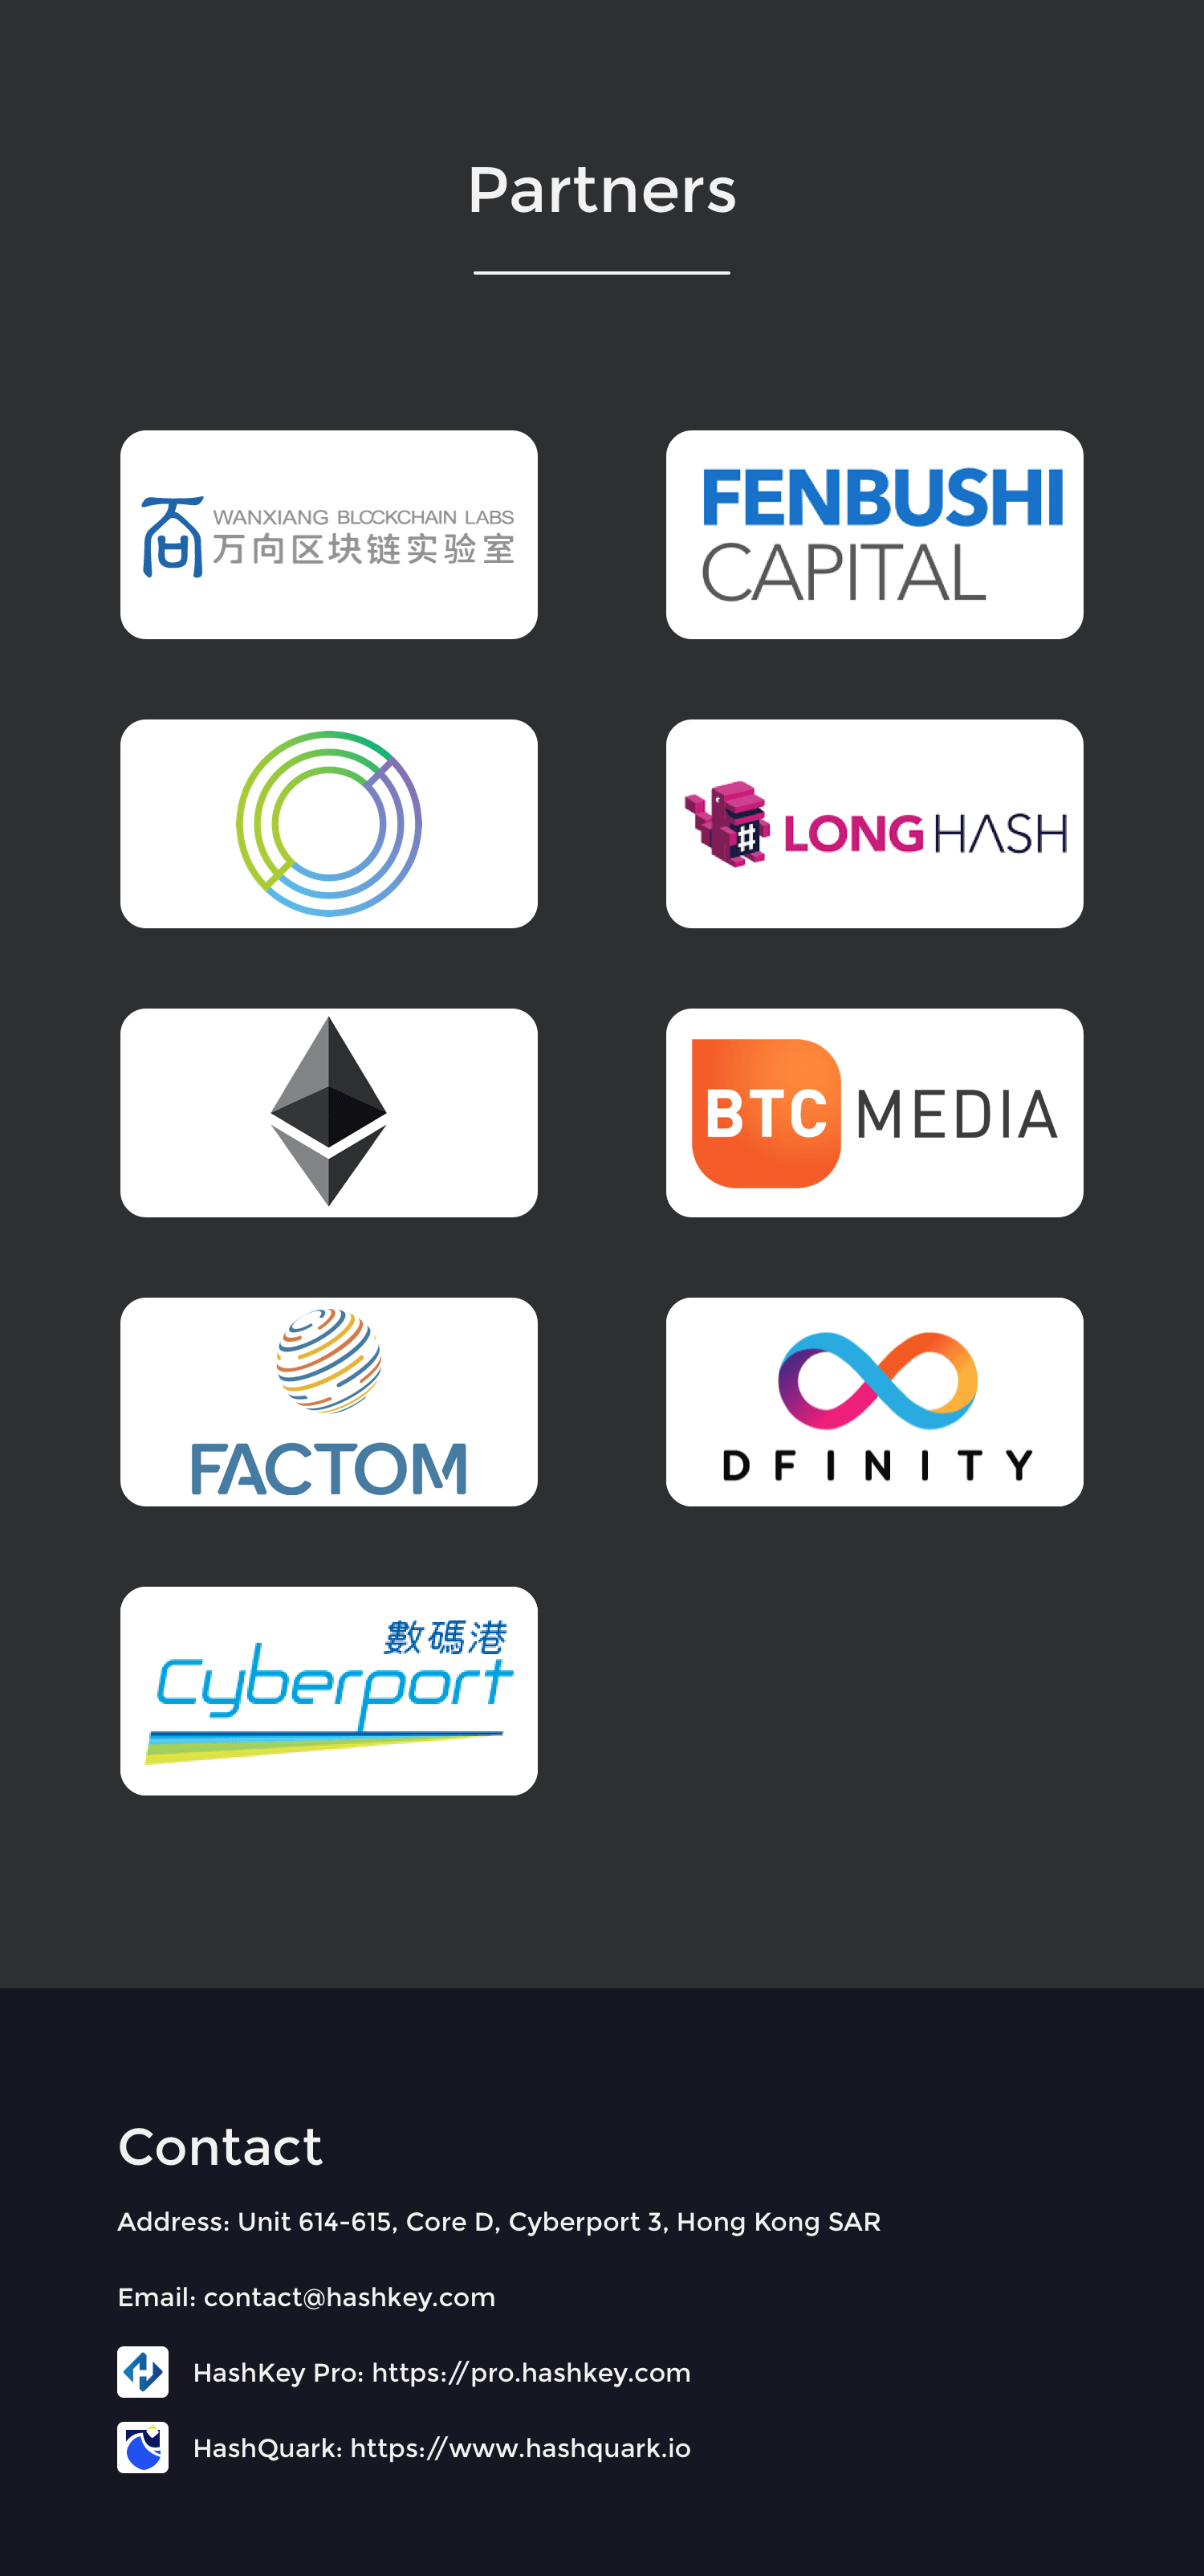 Partners
WANXIANG BLOCKCHAIN LABS
万向区块链实验室
FENBUSHI
CAPITAL
#
LONGHASH
BTC MEDIA
FACTOM
DFINITY
數碼港
Cyberport
Contact
Address: Unit 614-615, Core D, Cyberport 3, Hong Kong SAR
Email: contact@hashkey.com
HashKey Pro: https://pro.hashkey.com
HashQuark: https://www.hashquark.io